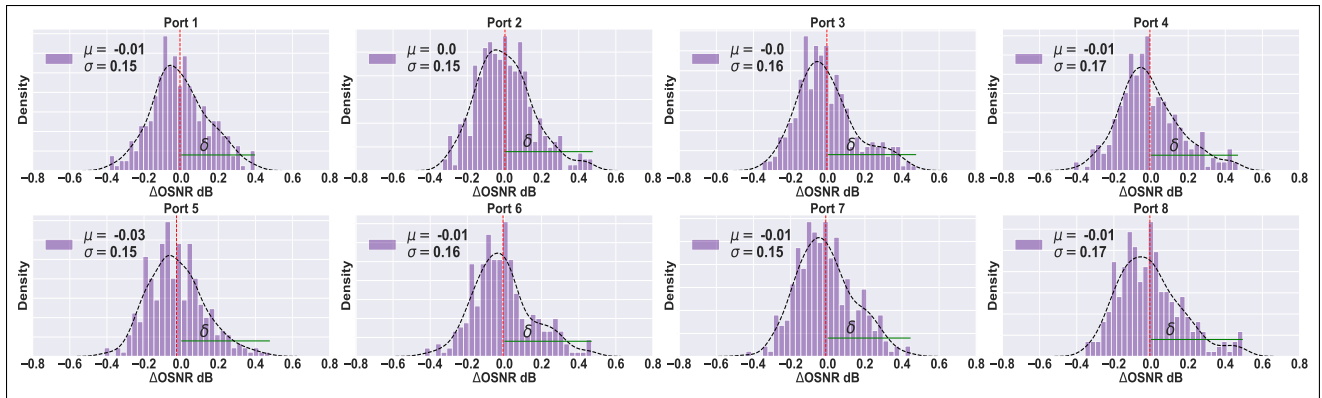 Port 1
Density
μ = -0.01
σ = 0.15
δ
−0.8 −0.6 −0.4 −0.2 0.0 0.2 0.4 0.6 0.8
ΔOSNR dB
Port 2
Density
μ = 0.0
σ = 0.15
δ
−0.8 −0.6 −0.4 −0.2 0.0 0.2 0.4 0.6 0.8
ΔOSNR dB
Port 3
Density
μ = -0.0
σ = 0.16
δ
−0.8 −0.6 −0.4 −0.2 0.0 0.2 0.4 0.6 0.8
ΔOSNR dB
Port 4
Density
μ = -0.01
σ = 0.17
δ
−0.8 −0.6 −0.4 −0.2 0.0 0.2 0.4 0.6 0.8
ΔOSNR dB
Port 5
Density
μ = -0.03
σ = 0.15
δ
−0.8 −0.6 −0.4 −0.2 0.0 0.2 0.4 0.6 0.8
ΔOSNR dB
Port 6
Density
μ = -0.01
σ = 0.16
δ
−0.8 −0.6 −0.4 −0.2 0.0 0.2 0.4 0.6 0.8
ΔOSNR dB
Port 7
Density
μ = -0.01
σ = 0.15
δ
−0.8 −0.6 −0.4 −0.2 0.0 0.2 0.4 0.6 0.8
ΔOSNR dB
Port 8
Density
μ = -0.01
σ = 0.17
δ
−0.8 −0.6 −0.4 −0.2 0.0 0.2 0.4 0.6 0.8
ΔOSNR dB